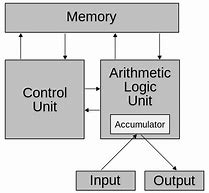 Memory
Control
Unit
Arithmetic
Logic
Unit
Accumulator
Input
Output